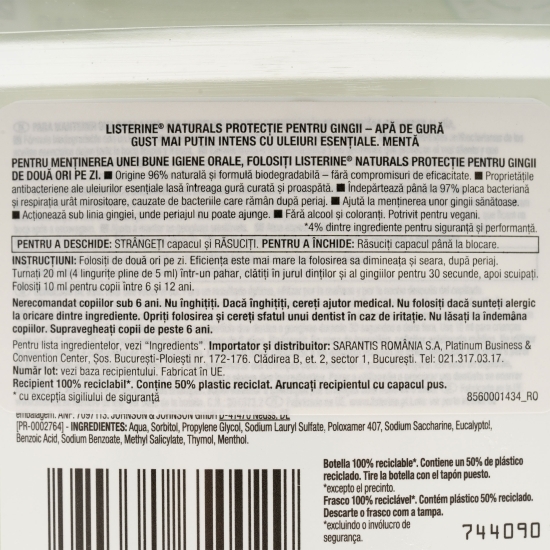 LISTERINE® NATURALS PROTECȚIE PENTRU GINGII – APĂ DE GURĂ
GUST MAI PUTIN INTENS CU ULEIURI ESENȚIALE. MENTĂ
PENTRU MENȚINEREA UNEI BUNE IGIENE ORALE, FOLOSIȚI LISTERINE® NATURALS PROTECȚIE PENTRU GINGII
DE DOUĂ ORI PE ZI. ■ Origine 96% naturală și formulă biodegradabilă – fără compromisuri de eficacitate. ■ Proprietățile
antibacteriene ale uleiurilor esențiale lasă întreaga gură curată și proaspătă. ■ Îndepărtează până la 97% placa bacteriană
și respirația urât mirositoare, cauzate de bacteriile care rămân după periaj. ■ Ajută la menținerea unor gingii sănătoase.
■ Acționează sub linia gingiei, unde periajul nu poate ajunge. ■ Fără alcool și coloranți. Potrivit pentru vegani.
*4% dintre ingrediente pentru siguranță și performanță.
PENTRU A DESCHIDE: STRÂNGEȚI capacul și RĂSUCIȚI. PENTRU A ÎNCHIDE: Răsuciți capacul până la blocare.
INSTRUCȚIUNI: Folosiți de două ori pe zi. Eficiența este mai mare la folosirea sa dimineața și seara, după periaj.
Turnați 20 ml (4 lingurițe pline de 5 ml) într-un pahar, clătiți în jurul dinților și al gingiilor pentru 30 secunde, apoi scuipați.
Folosiți 10 ml pentru copii între 6 și 12 ani.
Nerecomandat copiilor sub 6 ani. Nu înghițiți. Dacă înghițiți, cereți ajutor medical. Nu folosiți dacă sunteți alergic
la oricare dintre ingrediente. Opriți folosirea și cereți sfatul unui dentist în caz de iritație. Nu lăsați la îndemâna
copiilor. Supravegheați copii de peste 6 ani.
Pentru lista ingredientelor, vezi "Ingredients". Importator și distribuitor: SARANTIS ROMÂNIA S.A, Platinum Business &
Convention Center, Șos. București-Ploiești nr. 172-176. Clădirea B, et. 2, sector 1, București. Tel: 021.317.03.17.
Număr lot: vezi baza recipientului. Fabricat în UE.
Recipient 100% reciclabil*. Conține 50% plastic reciclat. Aruncați recipientul cu capacul pus.
* cu excepția sigiliului de siguranță 8560001434_RO
[PR-0002764] - INGREDIENTES: Aqua, Sorbitol, Propylene Glycol, Sodium Lauryl Sulfate, Poloxamer 407, Sodium Saccharine, Eucalyptol,
Benzoic Acid, Sodium Benzoate, Methyl Salicylate, Thymol, Menthol.
Botella 100% reciclable*. Contiene un 50% de plástico
reciclado. Tire la botella con el tapón puesto.
*excepto el precinto.
Frasco 100% reciclável*. Contém plástico 50% reciclado.
Descarte o frasco com a tampa.
*excluindo o invólucro de
segurança.
744090